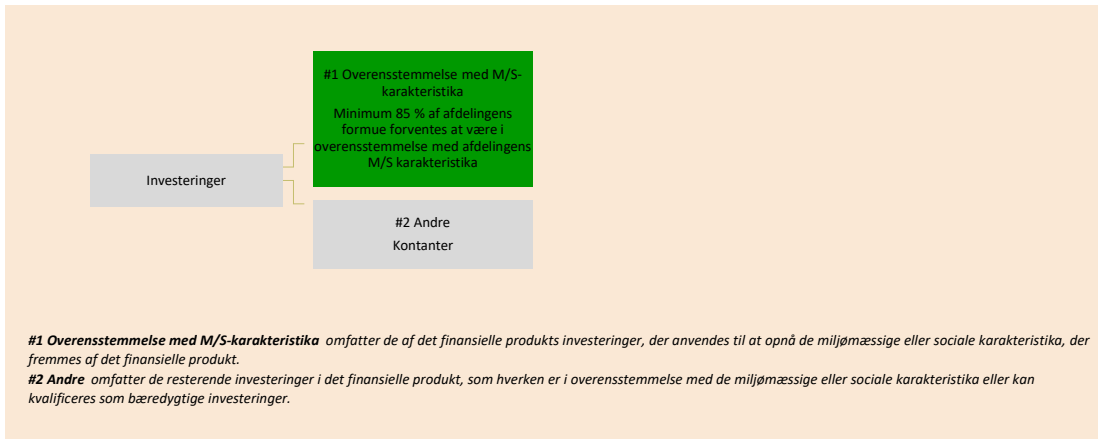 #1 Overensstemmelse med M/S-
karakteristika
Minimum 85 % af afdelingens
formue forventes at være i
overensstemmelse med afdelingens
M/S karakteristika
Investeringer
#2 Andre
Kontanter
#1 Overensstemmelse med M/S-karakteristika omfatter de af det finansielle produkts investeringer, der anvendes til at opnå de miljømæssige eller sociale karakteristika, der
fremmes af det finansielle produkt.
#2 Andre omfatter de resterende investeringer i det finansielle produkt, som hverken er i overensstemmelse med de miljømæssige eller sociale karakteristika eller kan
kvalificeres som bæredygtige investeringer.